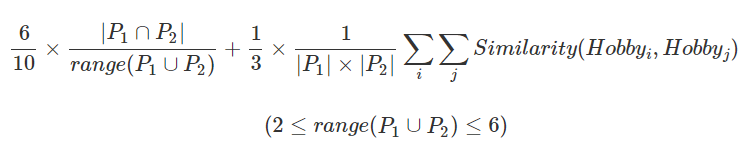 6/10 × |P₁ ∩ P₂| / range(P₁ ∪ P₂) + 1/3 × 1 / (|P₁| × |P₂|) ∑ᵢ ∑ⱼ Similarity(Hobbyᵢ, Hobbyⱼ)
(2 ≤ range(P₁ ∪ P₂) ≤ 6)